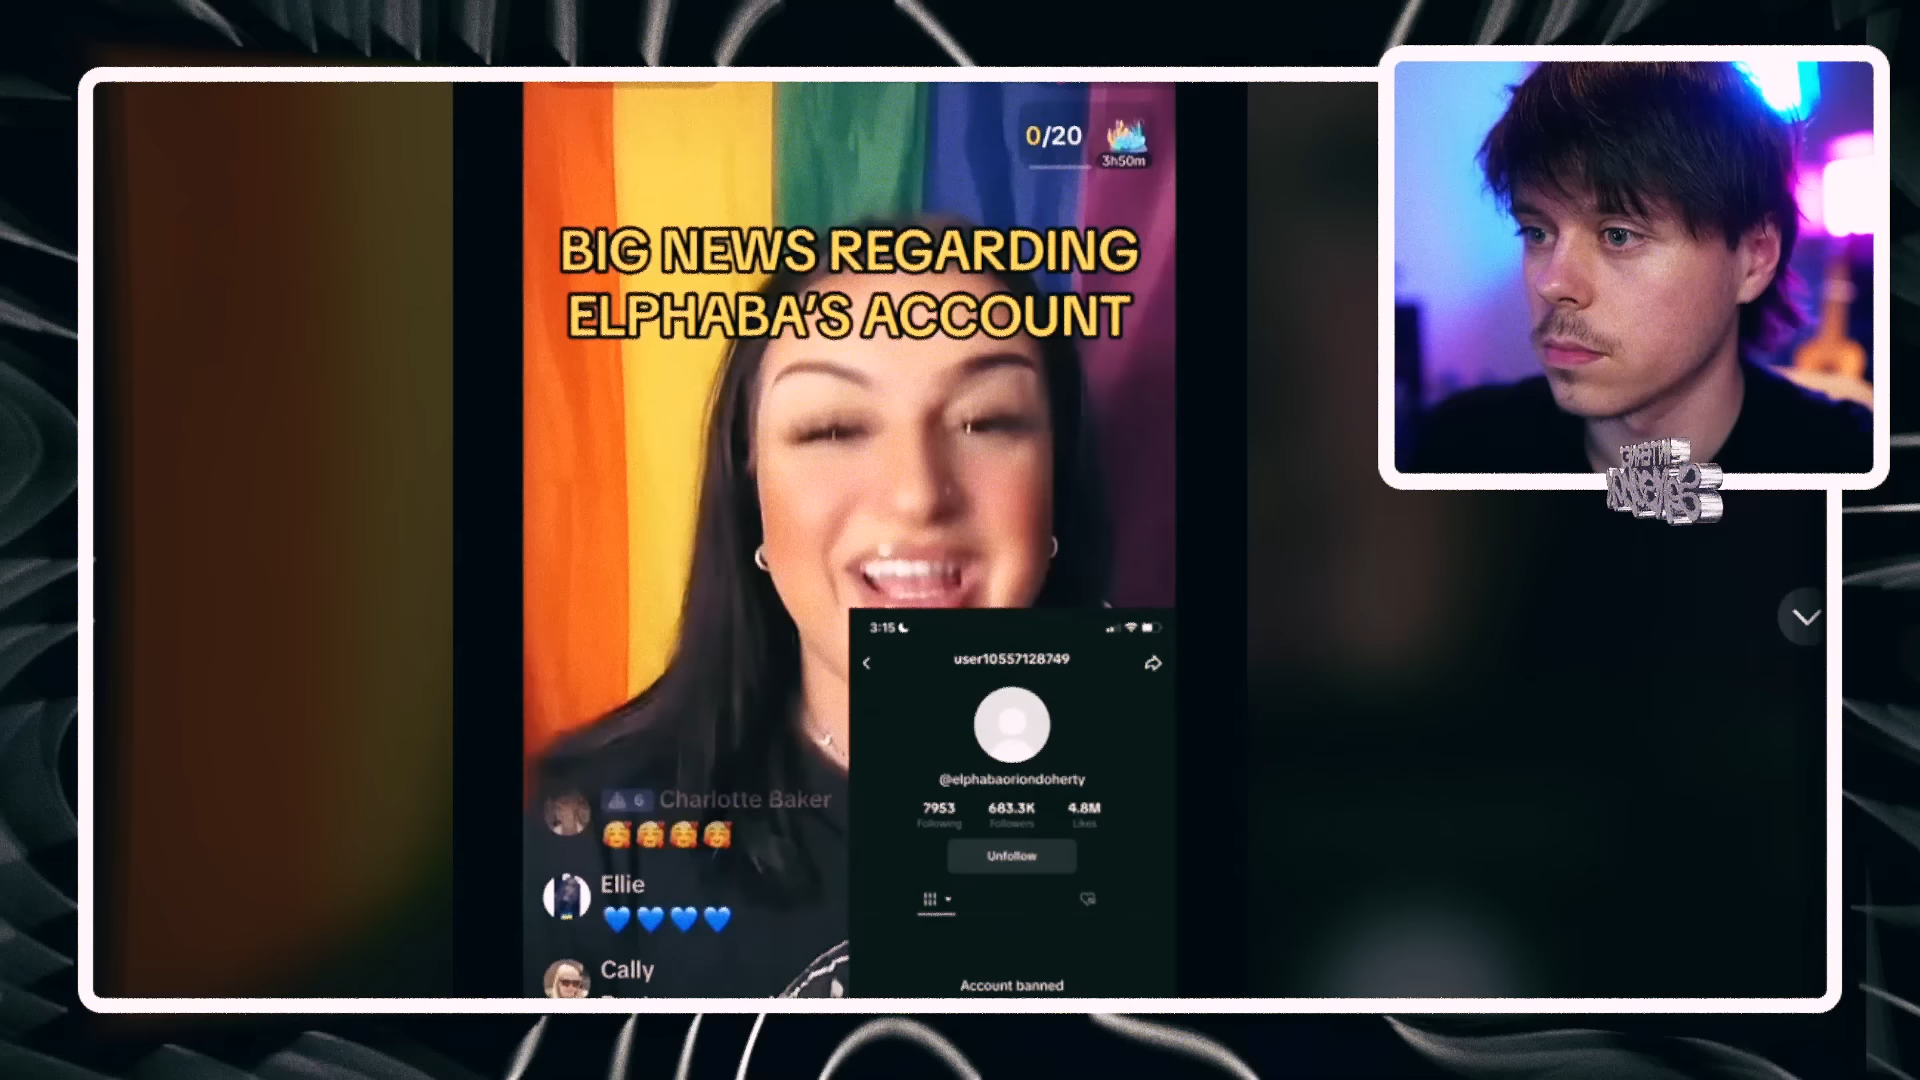 0/20
3h50m
BIG NEWS REGARDING
ELPHABA'S ACCOUNT
6 Charlotte Baker
🥰🥰🥰🥰
Ellie
💙💙💙💙
Cally
3:15
user10557128749
@elphabaoriondoherty
7953 683.3K 4.8M
Following Followers Likes
Unfollow
Account banned